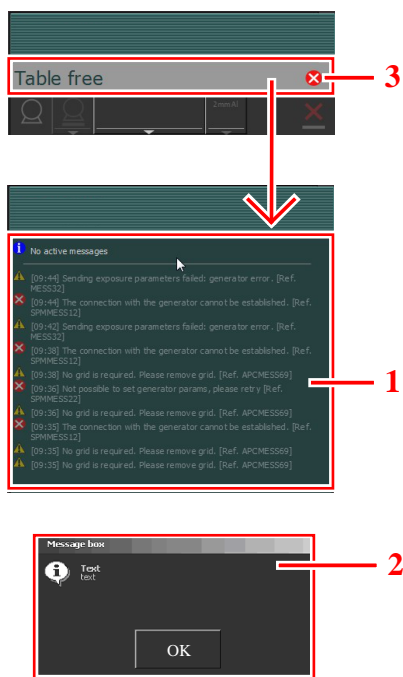 Table free
3
2mmAl
No active messages
[09:44] Sending exposure parameters failed: generator error. [Ref.
MESS32]
[09:44] The connection with the generator cannot be established. [Ref.
SPMMESS12]
[09:42] Sending exposure parameters failed: generator error. [Ref.
MESS32]
[09:38] The connection with the generator cannot be established. [Ref.
SPMMESS12]
[09:38] No grid is required. Please remove grid. [Ref. APCMESS69]
[09:36] Not possible to set generator params, please retry [Ref.
SPMMESS22]
[09:36] No grid is required. Please remove grid. [Ref. APCMESS69]
[09:35] The connection with the generator cannot be established. [Ref.
SPMMESS12]
[09:35] No grid is required. Please remove grid. [Ref. APCMESS69]
[09:35] No grid is required. Please remove grid. [Ref. APCMESS69]
1
Message box
Text
text
2
OK